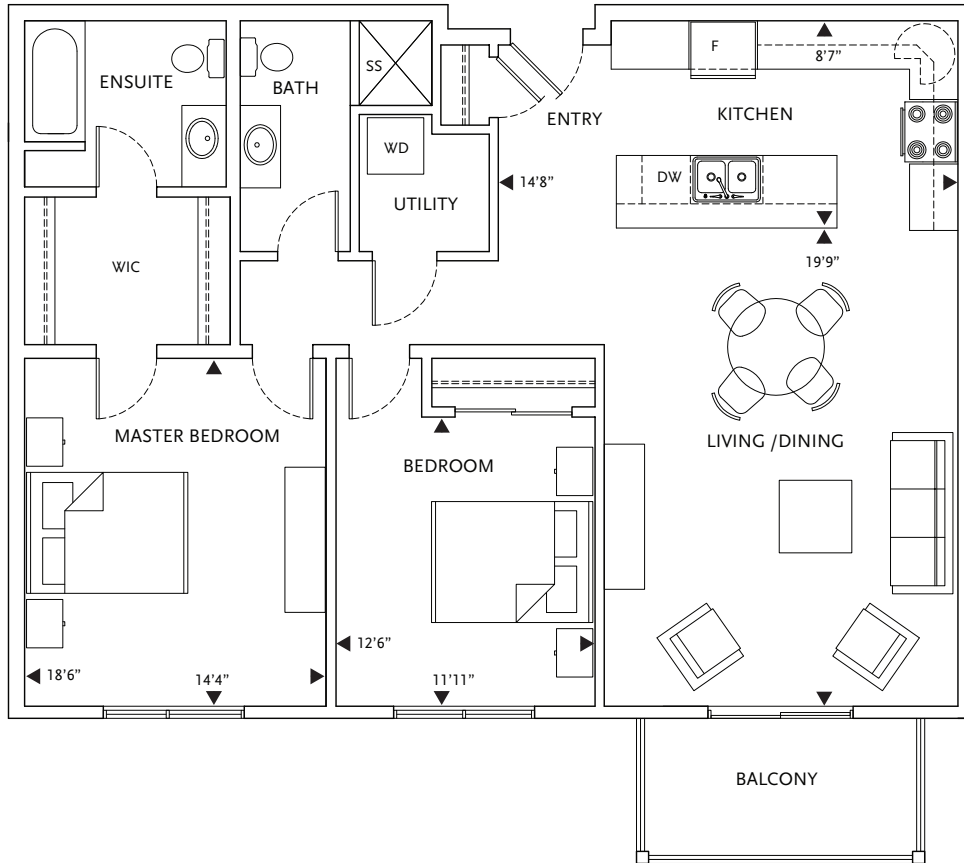 F
8’7”
SS
ENSUITE
BATH
ENTRY
KITCHEN
WD
DW
14’8”
UTILITY
19’9”
WIC
MASTER BEDROOM
BEDROOM
LIVING /DINING
12’6”
18’6”
14’4”
11’11”
BALCONY